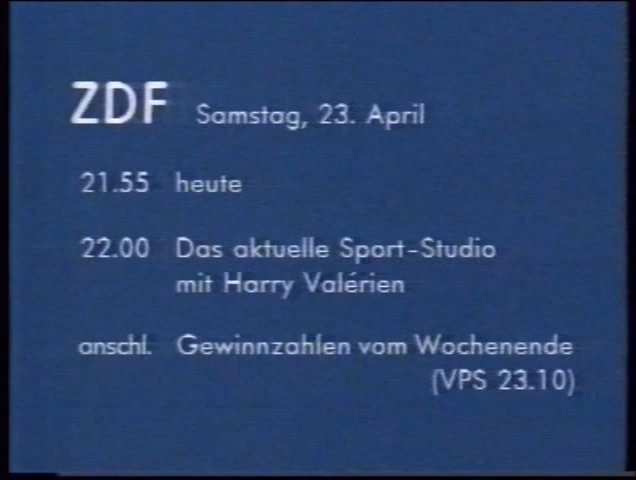 ZDF Samstag, 23. April
21.55 heute
22.00 Das aktuelle Sport-Studio
mit Harry Valérien
anschl. Gewinnzahlen vom Wochenende
(VPS 23.10)